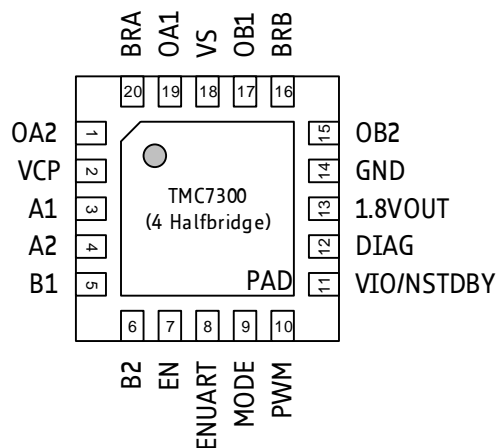 BRA
OA1
VS
OB1
BRB
20
19
18
17
16
OA2
1
VCP
2
A1
3
A2
4
B1
5
TMC7300
(4 Halfbridge)
PAD
15
OB2
14
GND
13
1.8VOUT
12
DIAG
11
VIO/NSTDBY
6
7
8
9
10
B2
EN
ENUART
MODE
PWM